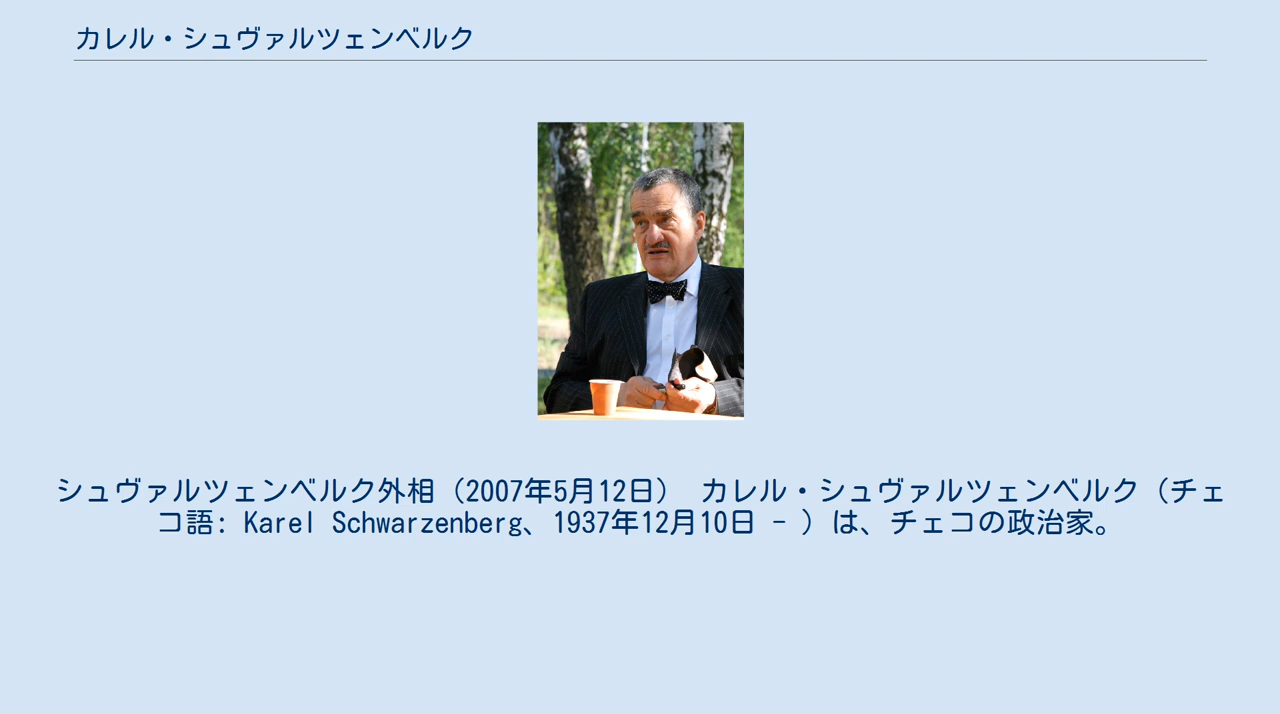 カレル・シュヴァルツェンベルク
シュヴァルツェンベルク外相（2007年5月12日） カレル・シュヴァルツェンベルク（チェ
コ語: Karel Schwarzenberg、1937年12月10日 - ）は、チェコの政治家。